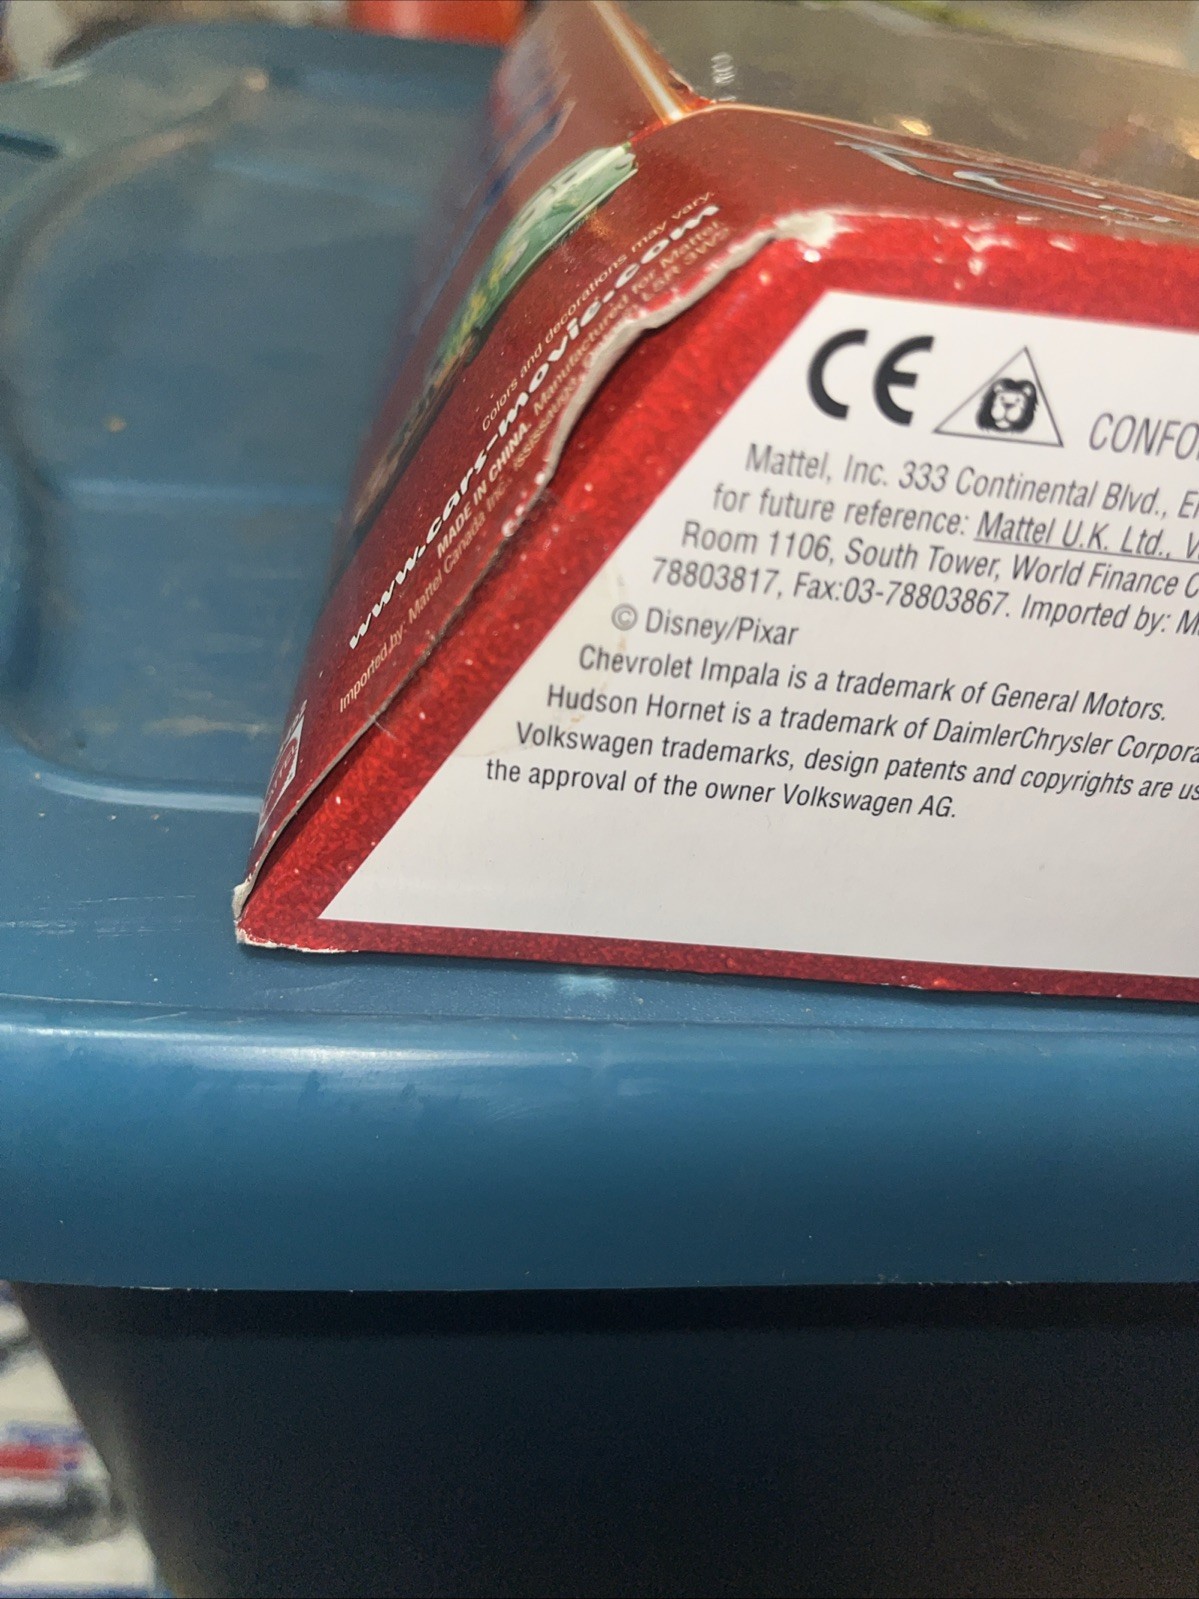 Colors and decorations may vary.
www.cars-movie.com
MADE IN CHINA. Manufactured for Mattel
Imported by: Mattel Canada Inc. L5R 3W5
CE
CONFO
Mattel, Inc. 333 Continental Blvd., E
for future reference: Mattel U.K. Ltd., V
Room 1106, South Tower, World Finance C
78803817, Fax:03-78803867. Imported by: M
© Disney/Pixar
Chevrolet Impala is a trademark of General Motors.
Hudson Hornet is a trademark of DaimlerChrysler Corpora
Volkswagen trademarks, design patents and copyrights are us
the approval of the owner Volkswagen AG.